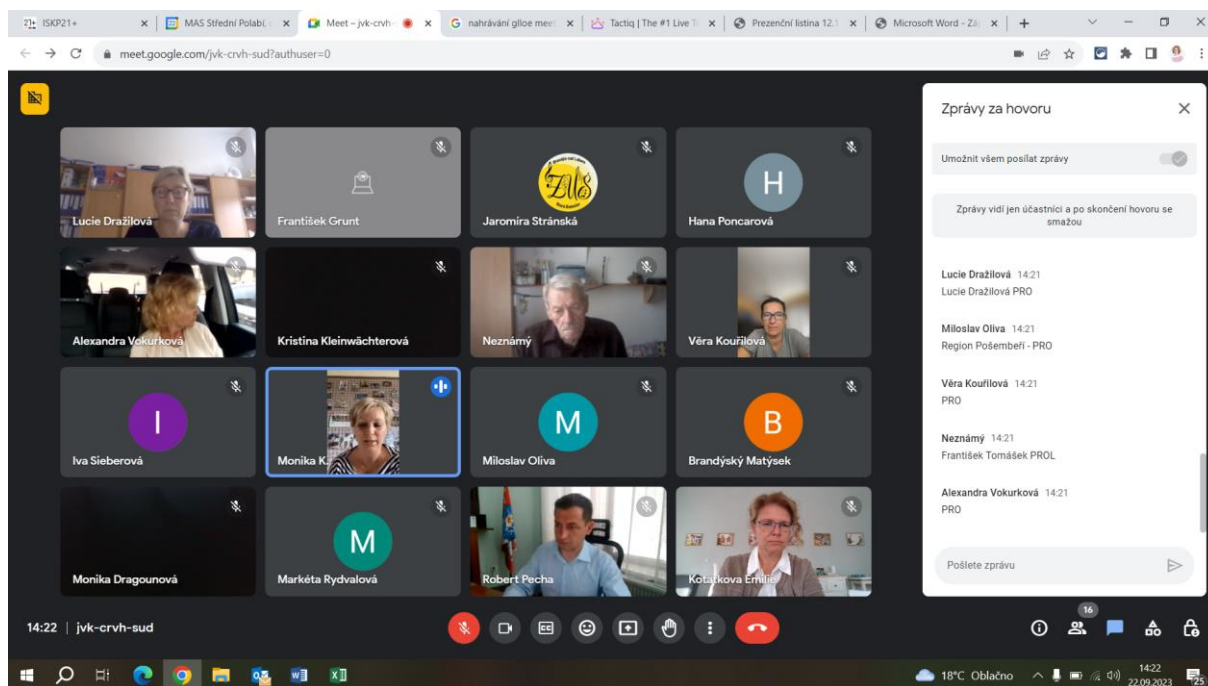 ISKP21+
MAS Střední Polabí,
Meet – jvk-crvh-
nahrávání glloe meet
Tactiq | The #1 Live T
Prezenční listina 12.1
Microsoft Word - Zá
meet.google.com/jvk-crvh-sud?authuser=0
Lucie Dražilová
František Grunt
ZUŠ
Jaromíra Stránská
H
Hana Poncarová
Alexandra Vokurková
Kristina Kleinwächterová
Neznámý
Věra Kouřilová
I
Iva Sieberová
Monika K.
M
Miloslav Oliva
B
Brandýský Matýsek
Monika Dragounová
M
Markéta Rydvalová
Robert Pecha
Kotatkova Emilie
Zprávy za hovoru
Umožnit všem posílat zprávy
Zprávy vidí jen účastníci a po skončení hovoru se
smažou
Lucie Dražilová 14:21
Lucie Dražilová PRO
Miloslav Oliva 14:21
Region Pošembeří - PRO
Věra Kouřilová 14:21
PRO
Neznámý 14:21
František Tomášek PROL
Alexandra Vokurková 14:21
PRO
Pošlete zprávu
14:22 | jvk-crvh-sud
16
18°C Oblačno
14:22
22.09.2023
25